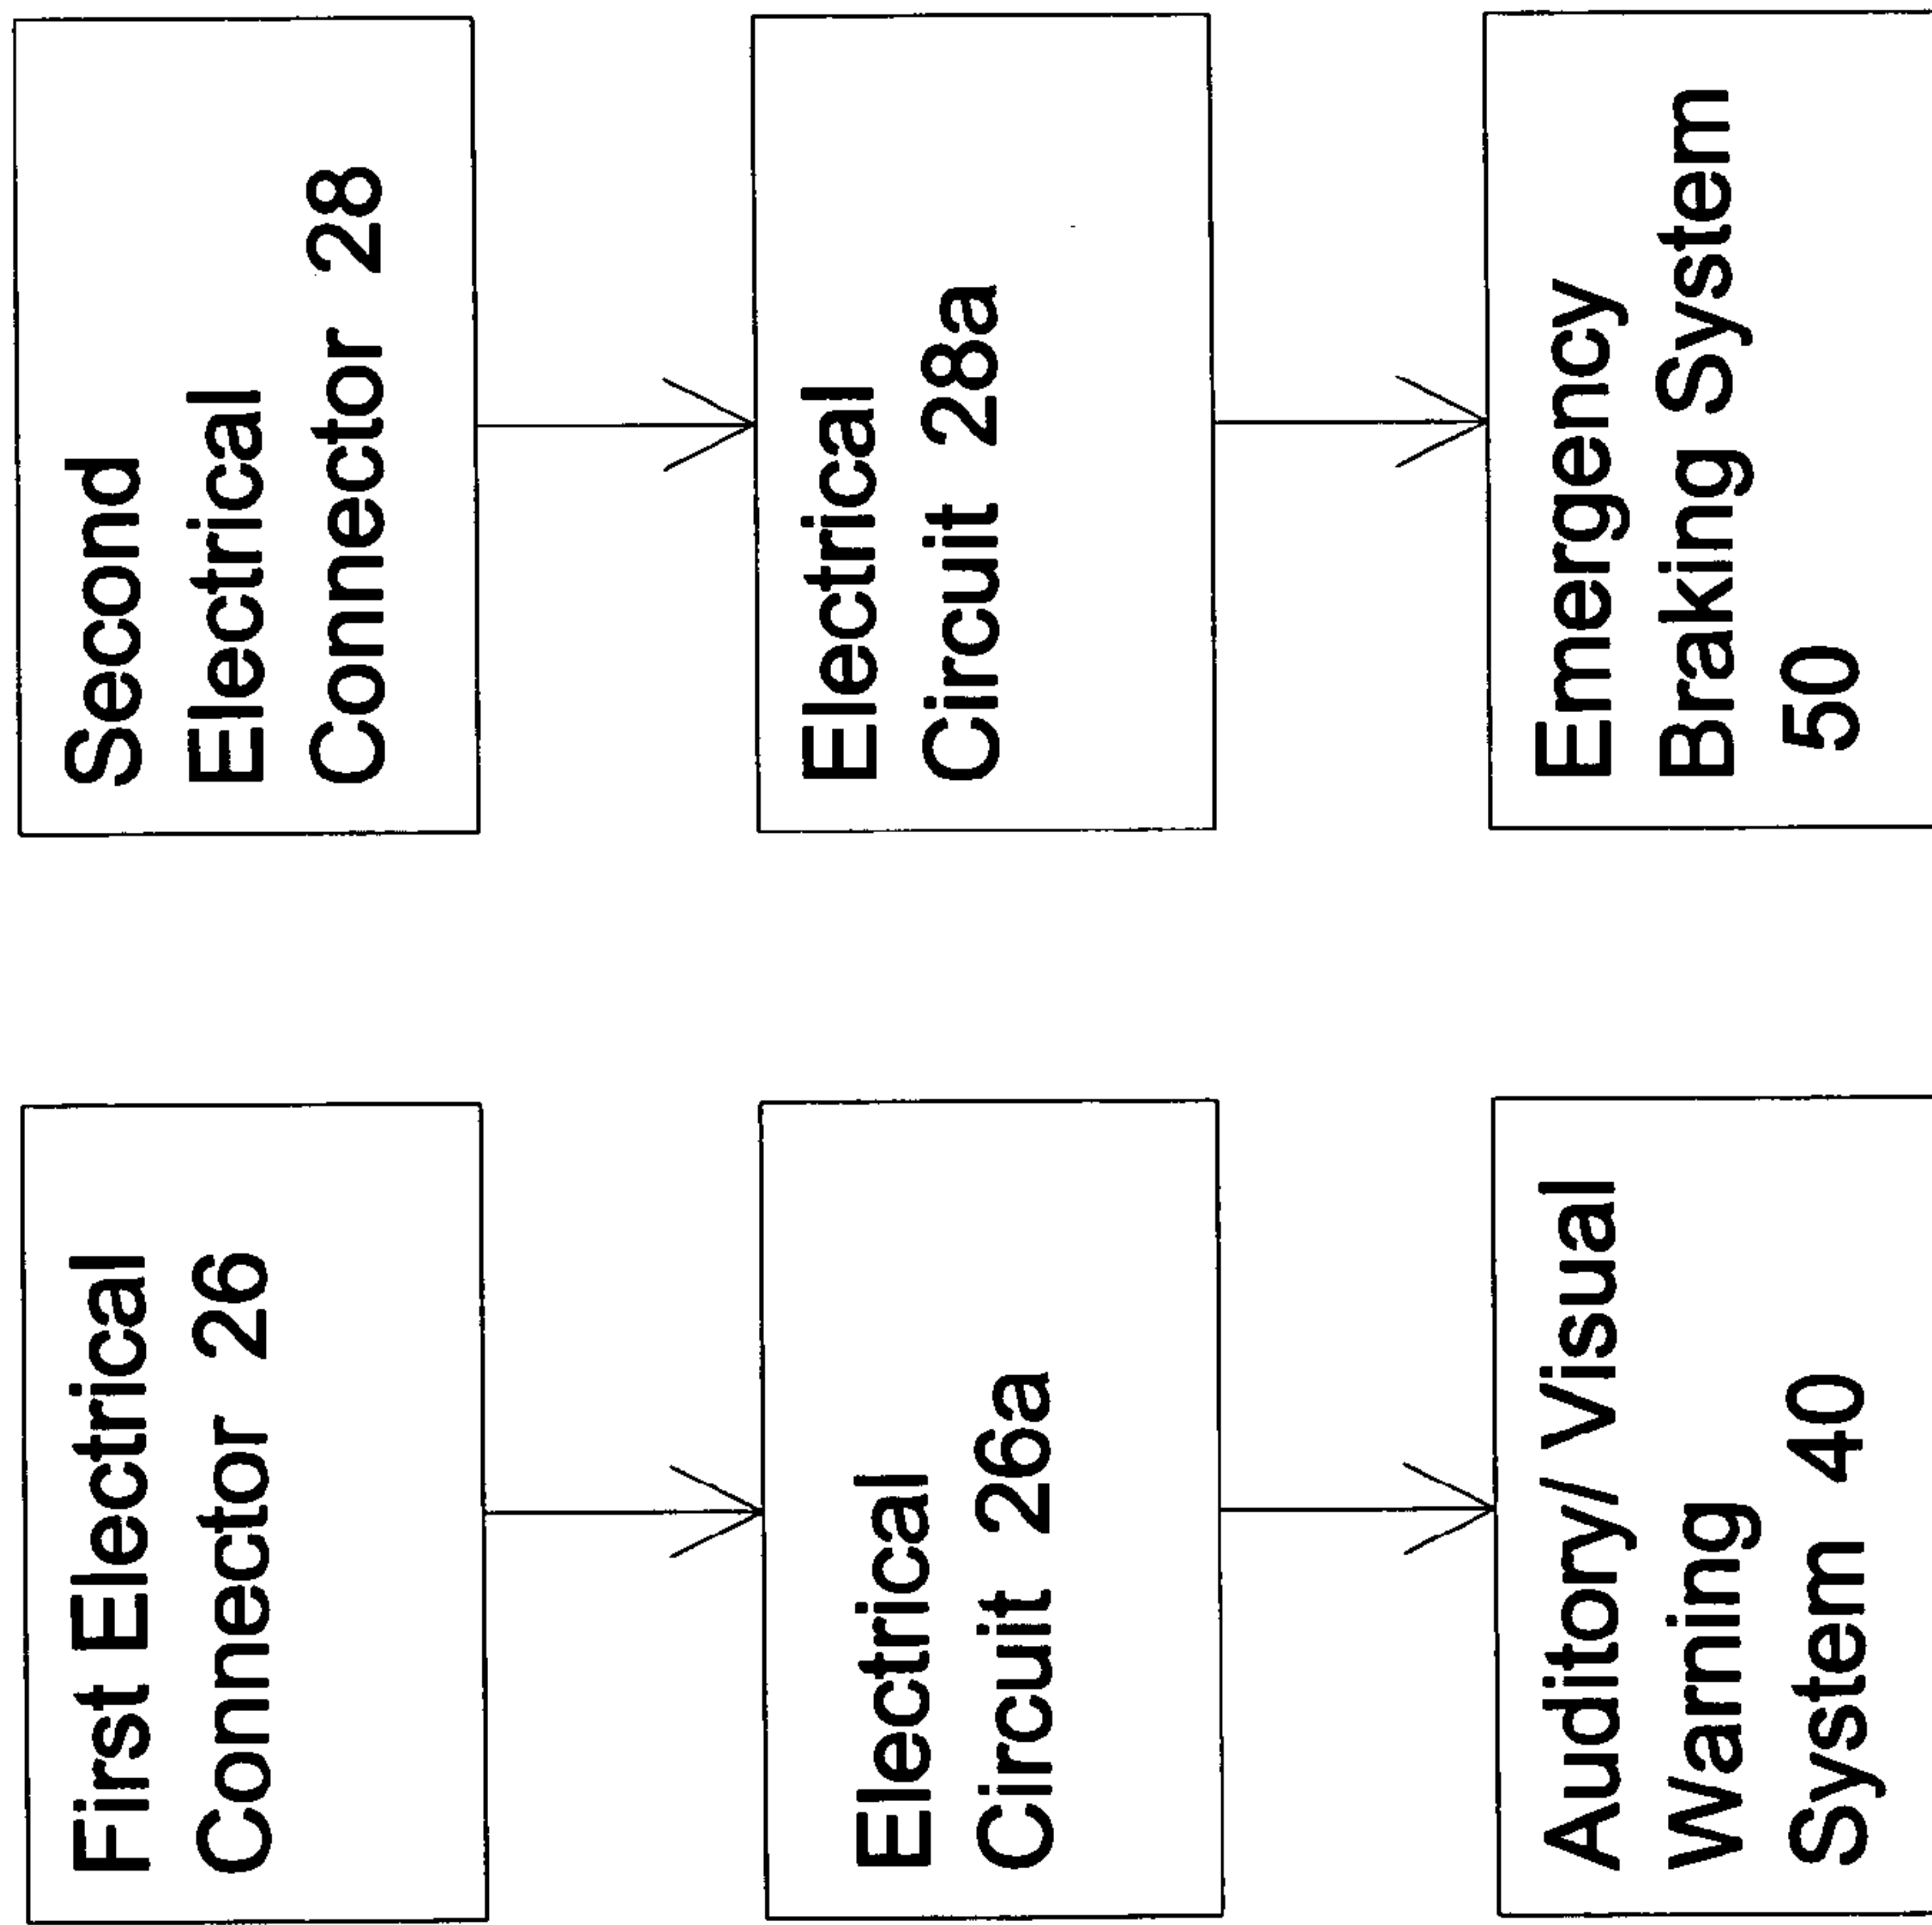 First Electrical
Connector 26
Electrical
Circuit 26a
Auditory/ Visual
Warning
System 40
Second
Electrical
Connector 28
Electrical
Circuit 28a
Emergency
Braking System
50